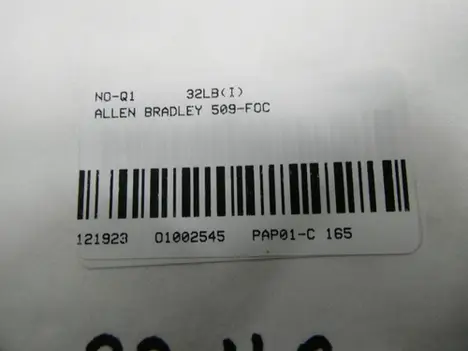 NO-Q1 32LB(I)
ALLEN BRADLEY 509-FOC
121923 01002545 PAP01-C 165